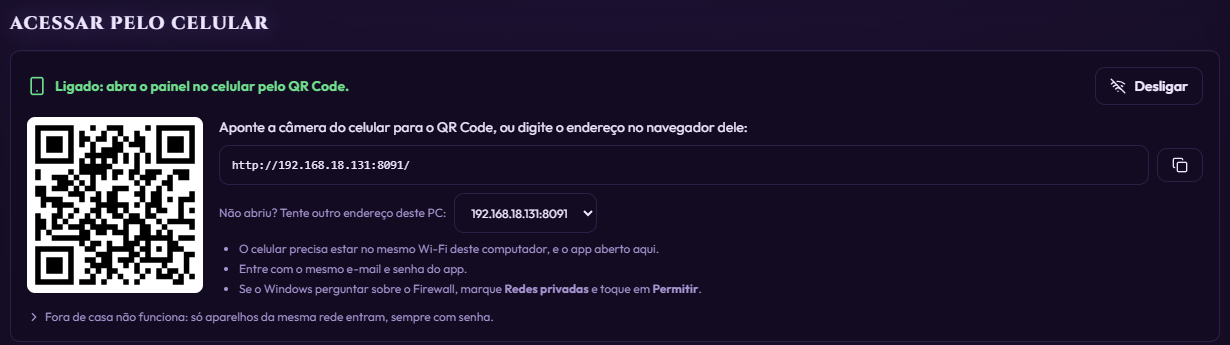 ACESSAR PELO CELULAR
Ligado: abra o painel no celular pelo QR Code.
Desligar
Aponte a câmera do celular para o QR Code, ou digite o endereço no navegador dele:
http://192.168.18.131:8091/
Não abriu? Tente outro endereço deste PC: 192.168.18.131:8091
• O celular precisa estar no mesmo Wi-Fi deste computador, e o app aberto aqui.
• Entre com o mesmo e-mail e senha do app.
• Se o Windows perguntar sobre o Firewall, marque Redes privadas e toque em Permitir.
Fora de casa não funciona: só aparelhos da mesma rede entram, sempre com senha.